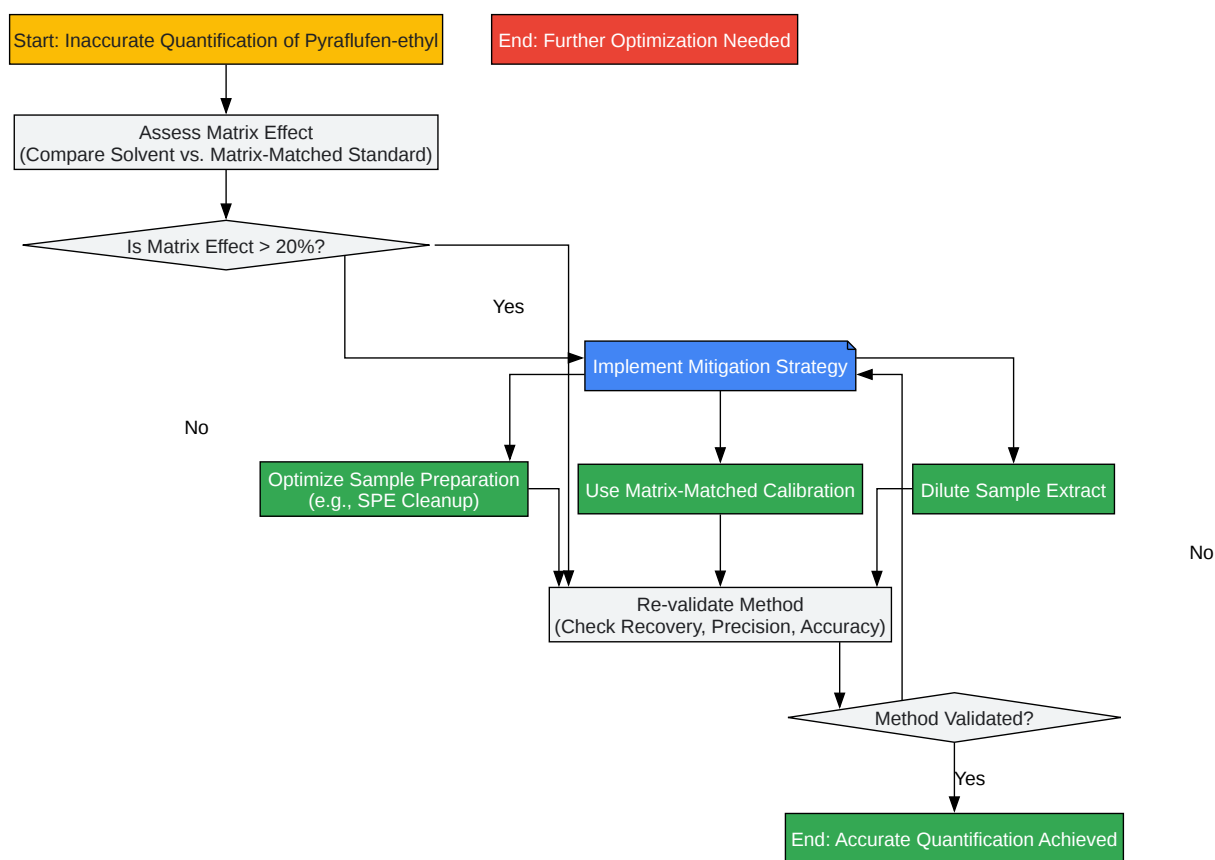 Start: Inaccurate Quantification of Pyraflufen-ethyl
End: Further Optimization Needed
Assess Matrix Effect
(Compare Solvent vs. Matrix-Matched Standard)
Is Matrix Effect > 20%?
Yes
Implement Mitigation Strategy
No
Optimize Sample Preparation
(e.g., SPE Cleanup)
Use Matrix-Matched Calibration
Dilute Sample Extract
No
Re-validate Method
(Check Recovery, Precision, Accuracy)
Method Validated?
Yes
End: Accurate Quantification Achieved